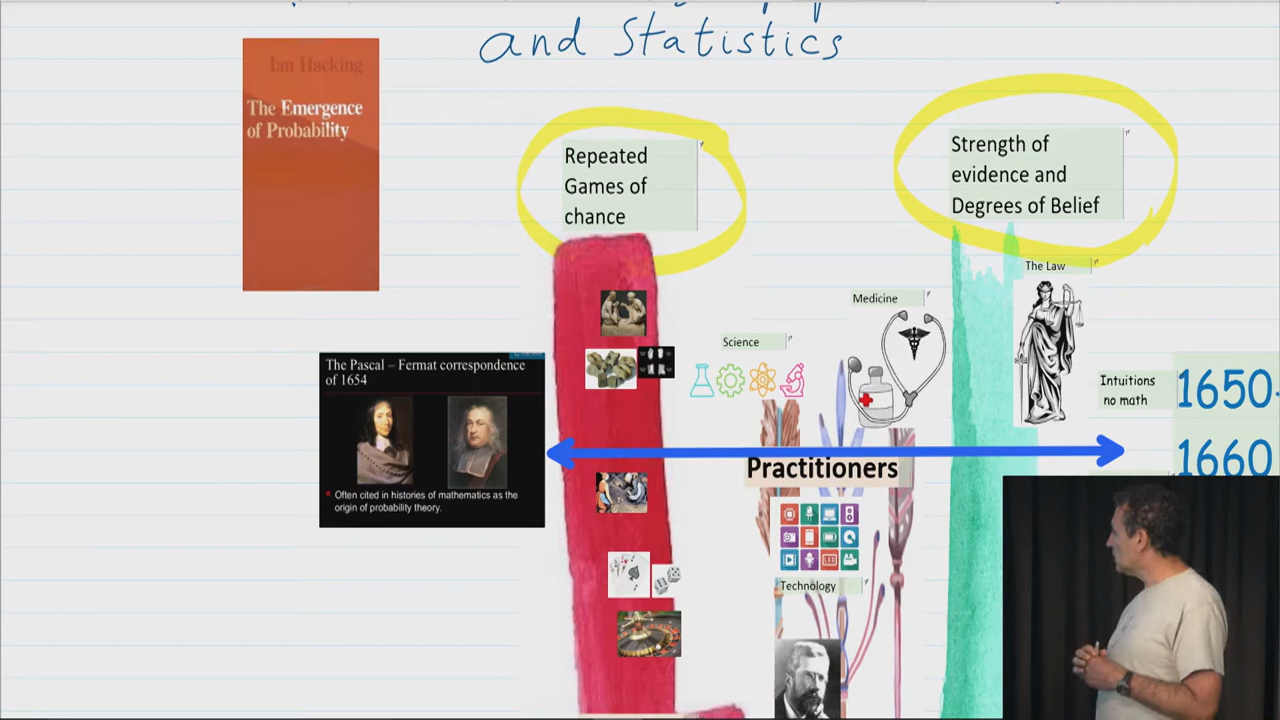 and Statistics
Ian Hacking
The Emergence
of Probability
Repeated
Games of
chance
Strength of
evidence and
Degrees of Belief
The Law
Medicine
Science
The Pascal – Fermat correspondence
of 1654
Often cited in histories of mathematics as the
origin of probability theory.
Intuitions
no math
1650-
1660
Practitioners
Technology